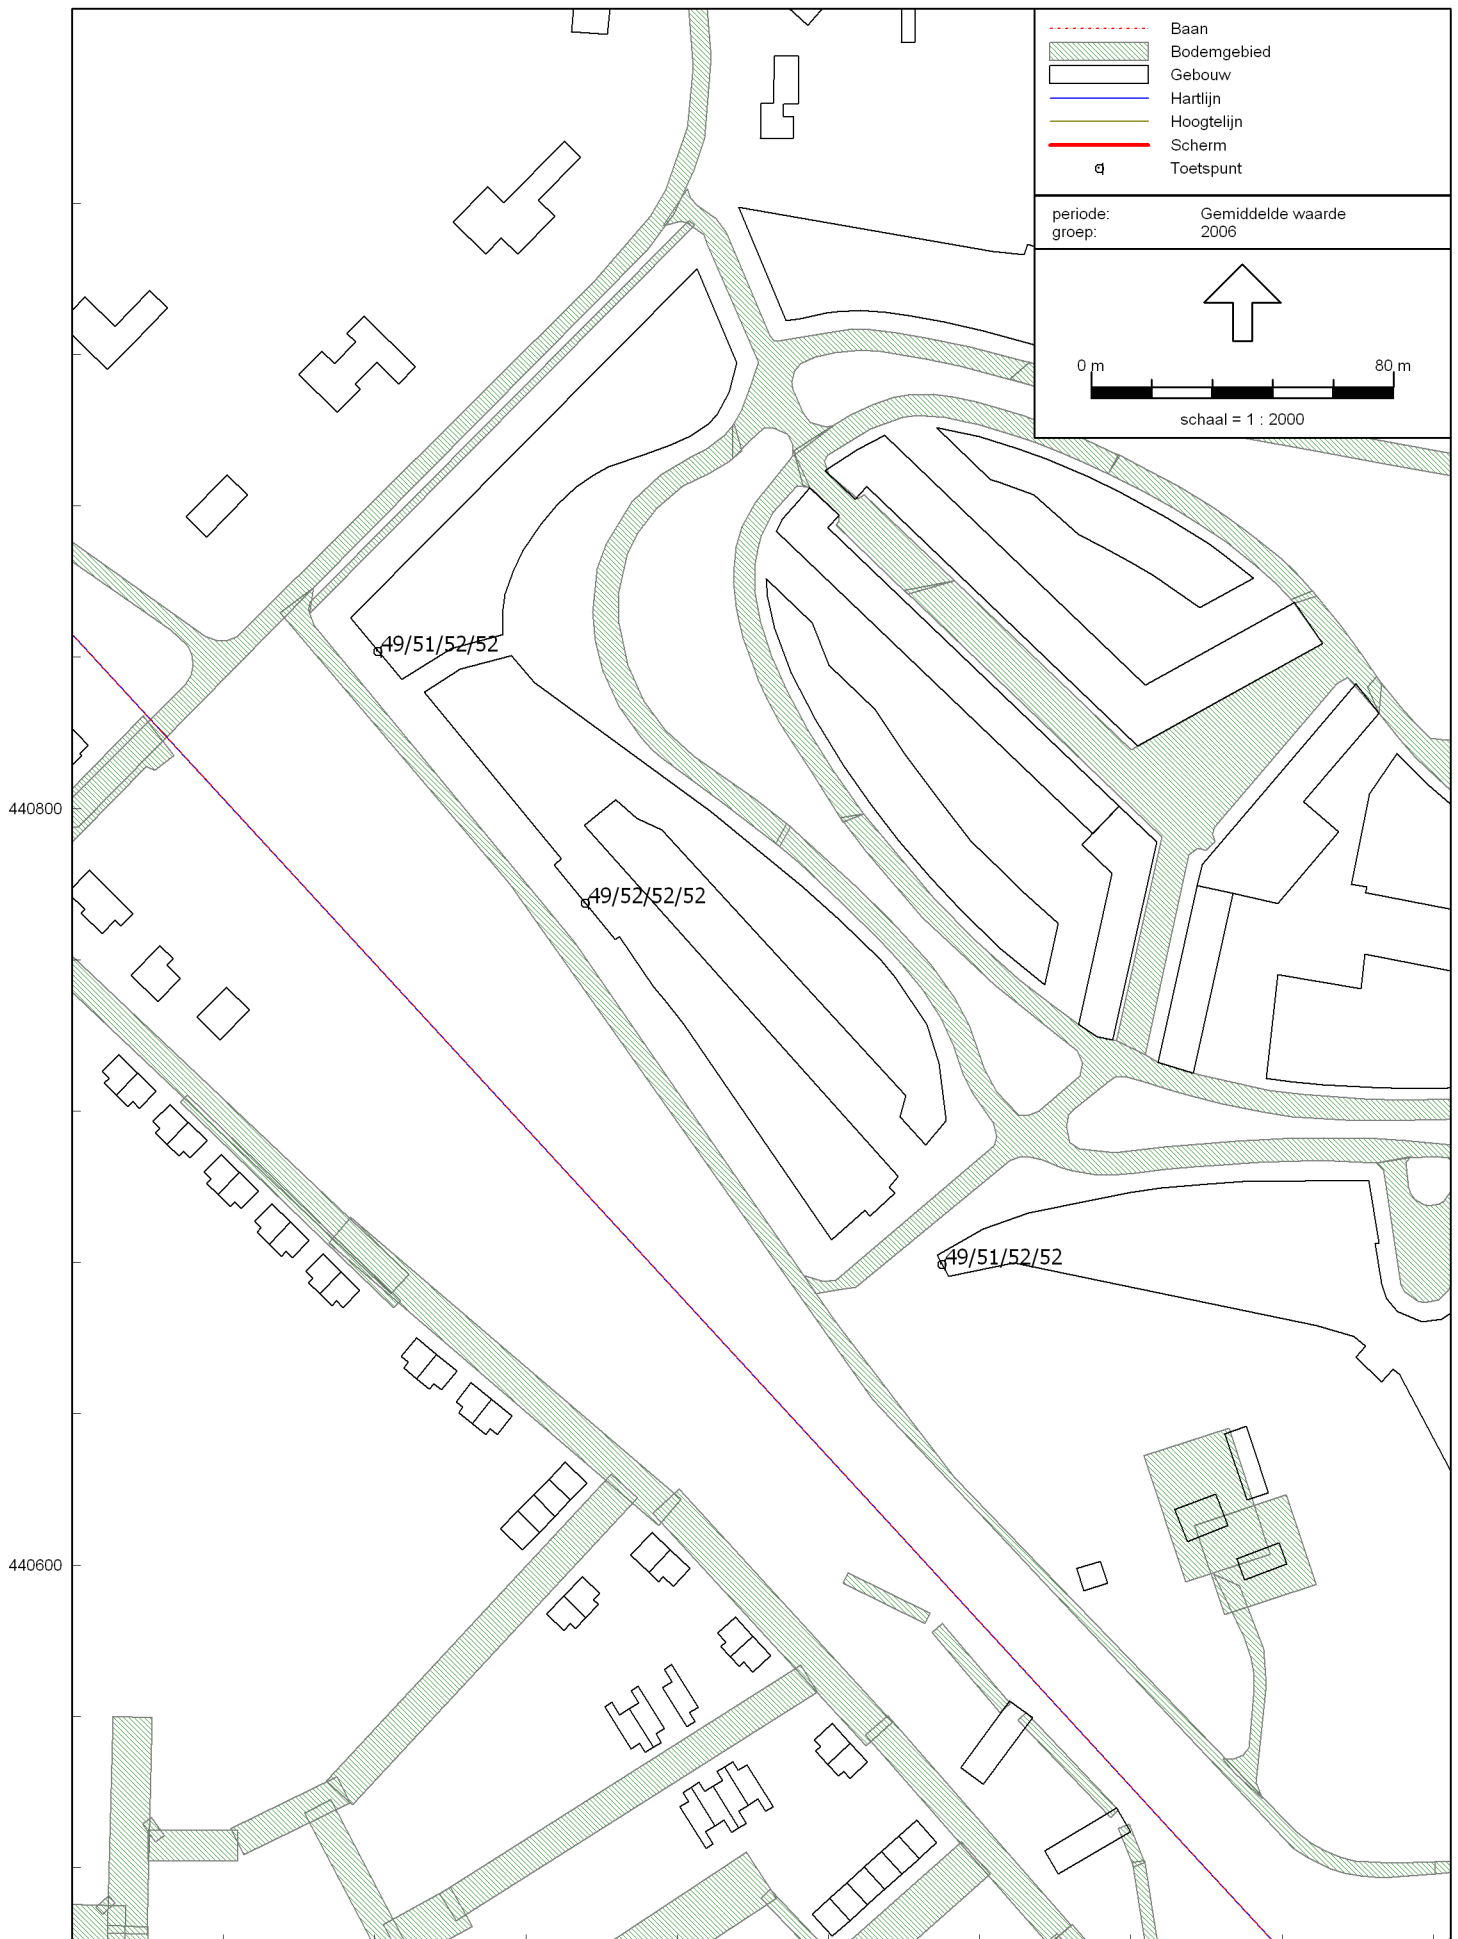 Baan
Bodemgebied
Gebouw
Hartlijn
Hoogtelijn
Scherm
Toetspunt
periode: Gemiddelde waarde
groep: 2006
0 m 80 m
schaal = 1 : 2000
49/51/52/52
440800
49/52/52/52
49/51/52/52
440600